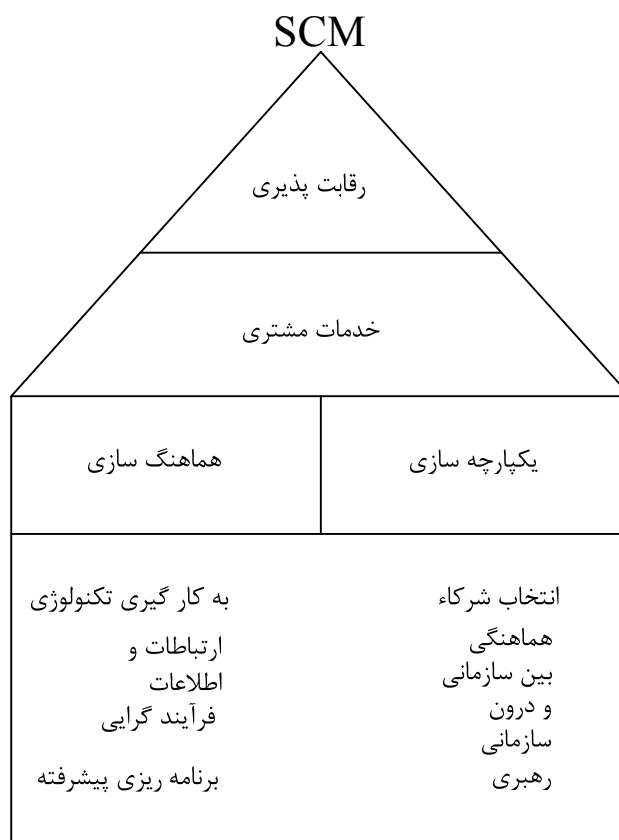 SCM
رقابت پذیری
خدمات مشتری
یکپارچه سازی
هماهنگ سازی
انتخاب شرکاء
هماهنگی
بین سازمانی
و درون
سازمانی
رهبری
به کار گیری تکنولوژی
ارتباطات و
اطلاعات
فرآیند گرایی
برنامه ریزی پیشرفته